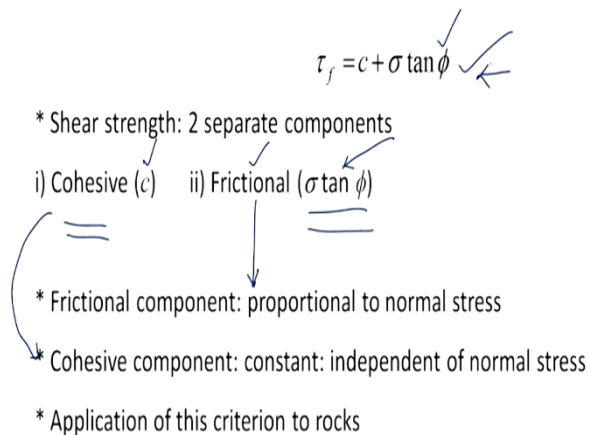 τ_f =c+σ tanϕ
* Shear strength: 2 separate components
i) Cohesive (c) ii) Frictional (σ tan ϕ)
* Frictional component: proportional to normal stress
* Cohesive component: constant: independent of normal stress
* Application of this criterion to rocks